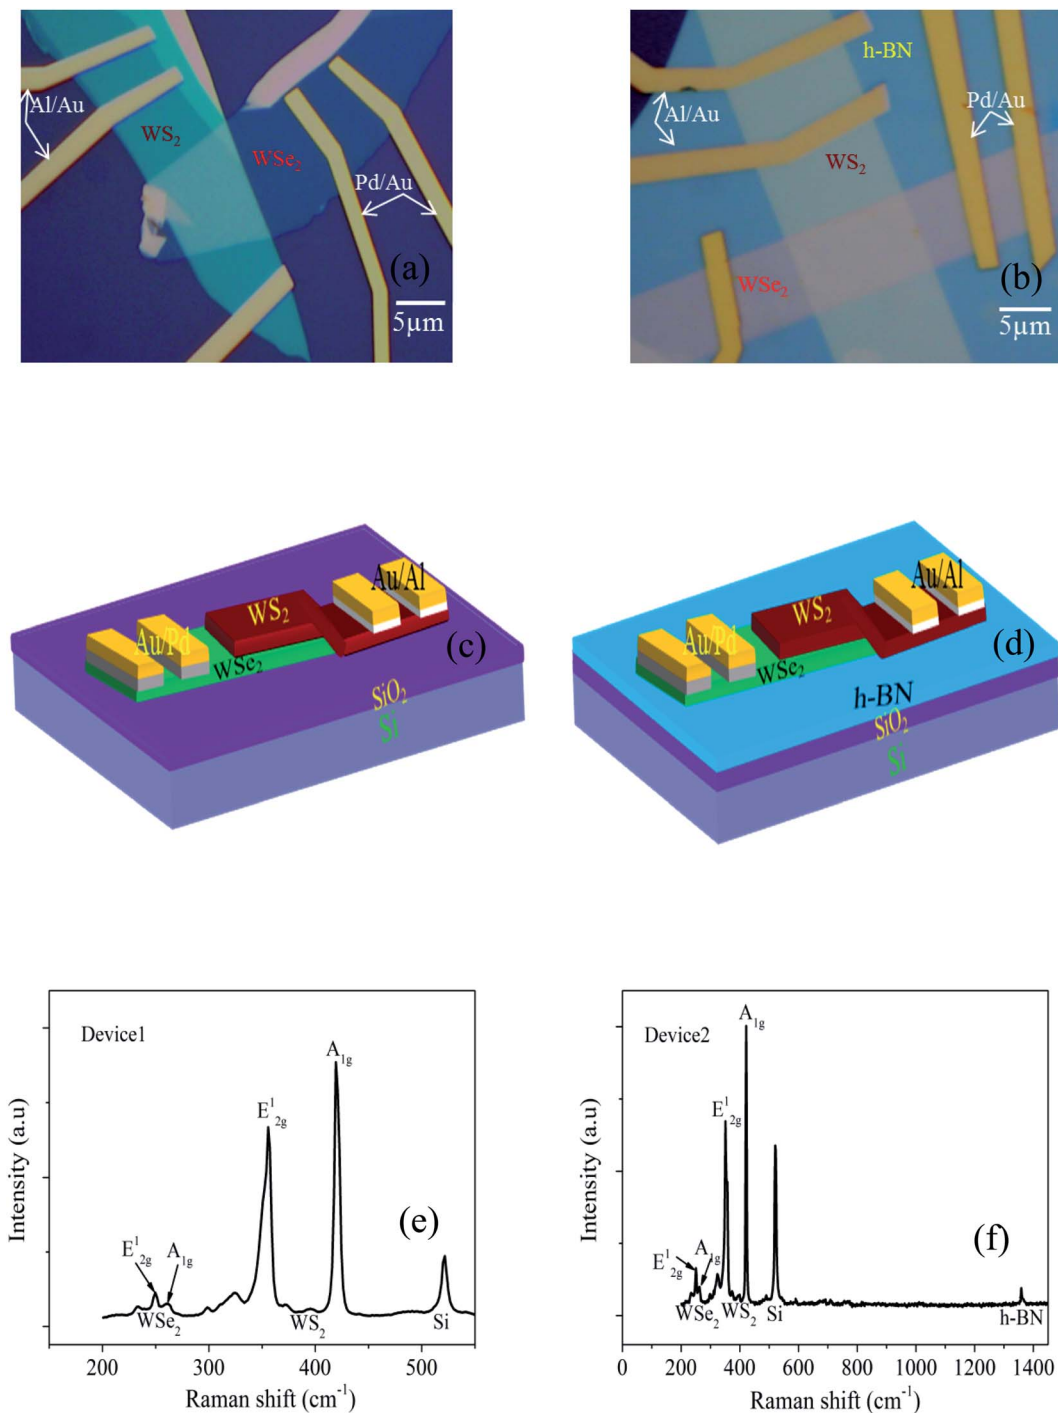 Al/Au
WS₂
WSe₂
Pd/Au
(a)
5µm
h-BN
Al/Au
Pd/Au
WS₂
WSe₂
(b)
5µm
Au/Al
WS₂
Au/Pd
WSe₂
(c)
SiO₂
Si
Au/Al
WS₂
Au/Pd
WSe₂
(d)
h-BN
SiO₂
Si
Device1
A₁g
E¹₂g
(e)
E¹₂g
A₁g
WSe₂
WS₂
Si
200
300
400
500
Raman shift (cm⁻¹)
Intensity (a.u)
A₁g
Device2
E¹₂g
(f)
E¹₂g
A₁g
WSe₂
WS₂
Si
h-BN
0
200
400
600
800
1000
1200
1400
Raman shift (cm⁻¹)
Intensity (a.u)